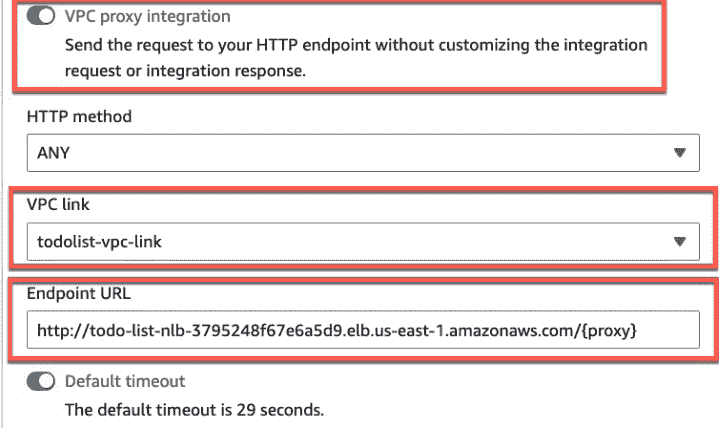 VPC proxy integration
Send the request to your HTTP endpoint without customizing the integration
request or integration response.
HTTP method
ANY
VPC link
todolist-vpc-link
Endpoint URL
http://todo-list-nlb-3795248f67e6a5d9.elb.us-east-1.amazonaws.com/{proxy}
Default timeout
The default timeout is 29 seconds.